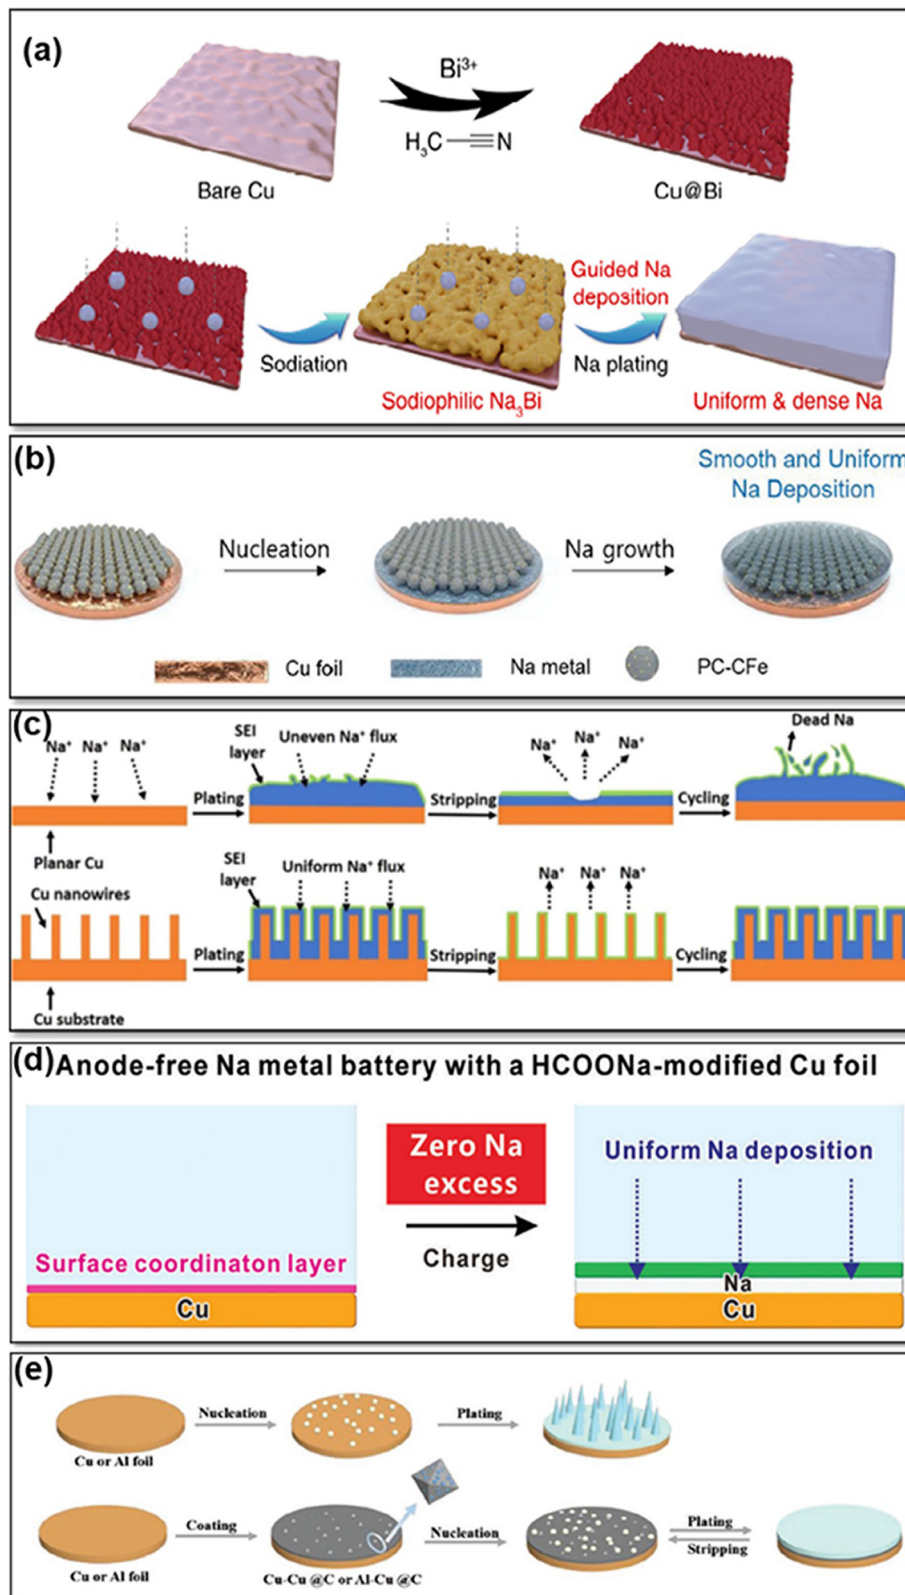 (a)
Bi³⁺
H₃C N
Bare Cu
Cu@Bi
Guided Na
deposition
Sodiation
Na plating
Sodiophilic Na₃Bi
Uniform & dense Na
(b)
Smooth and Uniform
Na Deposition
Nucleation
Na growth
Cu foil
Na metal
PC-CFe
(c)
Na⁺ Na⁺ Na⁺
SEI
layer
Uneven Na⁺ flux
Na⁺ Na⁺ Na⁺
Dead Na
Plating
Stripping
Cycling
Planar Cu
Cu nanowires
SEI
layer
Uniform Na⁺ flux
Na⁺ Na⁺ Na⁺
Plating
Stripping
Cycling
Cu substrate
(d)
Anode-free Na metal battery with a HCOONa-modified Cu foil
Zero Na
excess
Charge
Uniform Na deposition
Surface coordinaton layer
Cu
Na
Cu
(e)
Nucleation
Plating
Cu or Al foil
Coating
Nucleation
Plating
Stripping
Cu or Al foil
Cu-Cu @C or Al-Cu @C